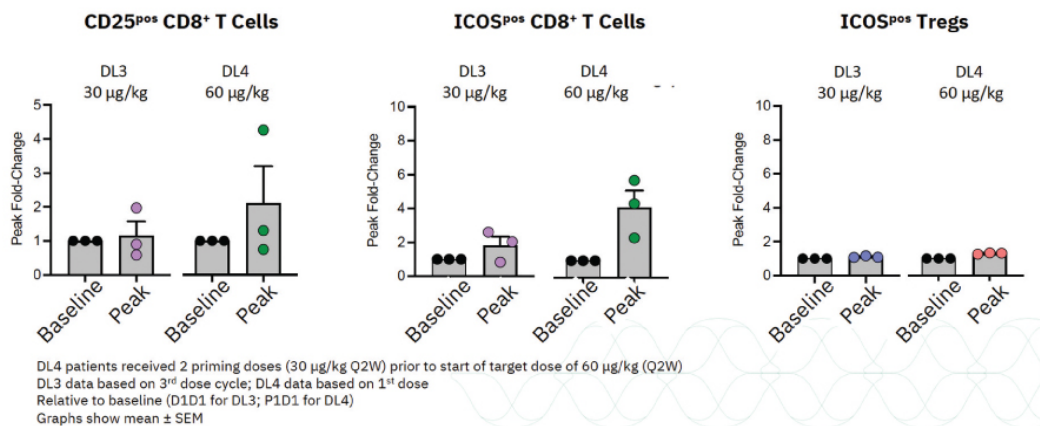 CD25ᵖᵒˢ CD8⁺ T Cells
ICOSᵖᵒˢ CD8⁺ T Cells
ICOSᵖᵒˢ Tregs
DL3
30 µg/kg
DL4
60 µg/kg
DL3
30 µg/kg
DL4
60 µg/kg
DL3
30 µg/kg
DL4
60 µg/kg
Peak Fold-Change
5
4
3
2
1
0
Baseline
Peak
Baseline
Peak
Peak Fold-Change
10
8
6
4
2
0
Baseline
Peak
Baseline
Peak
Peak Fold-Change
10
8
6
4
2
0
Baseline
Peak
Baseline
Peak
DL4 patients received 2 priming doses (30 µg/kg Q2W) prior to start of target dose of 60 µg/kg (Q2W)
DL3 data based on 3ʳᵈ dose cycle; DL4 data based on 1ˢᵗ dose
Relative to baseline (D1D1 for DL3; P1D1 for DL4)
Graphs show mean ± SEM